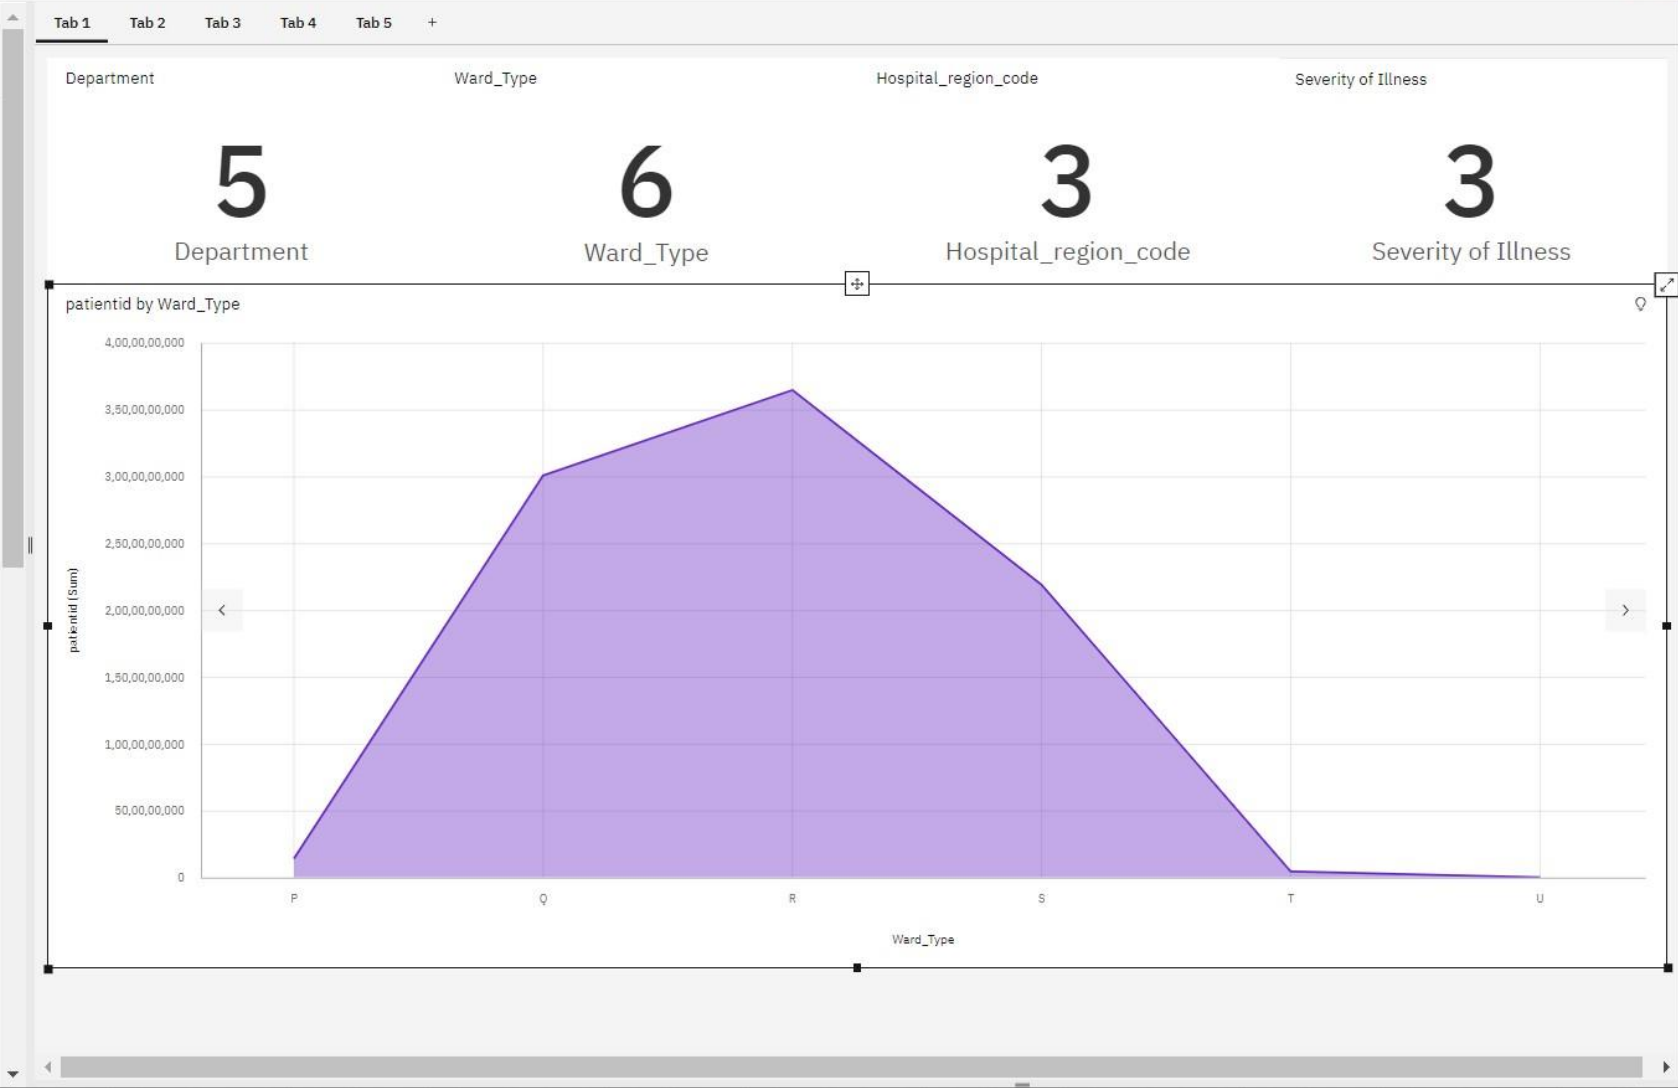 Tab 1 Tab 2 Tab 3 Tab 4 Tab 5 +
Department Ward_Type Hospital_region_code Severity of Illness
5 6 3 3
Department Ward_Type Hospital_region_code Severity of Illness
patientid by Ward_Type
4,00,00,00,000
3,50,00,00,000
3,00,00,00,000
2,50,00,00,000
2,00,00,00,000
1,50,00,00,000
1,00,00,00,000
50,00,00,000
0
patientid (Sum)
P Q R S T U
Ward_Type